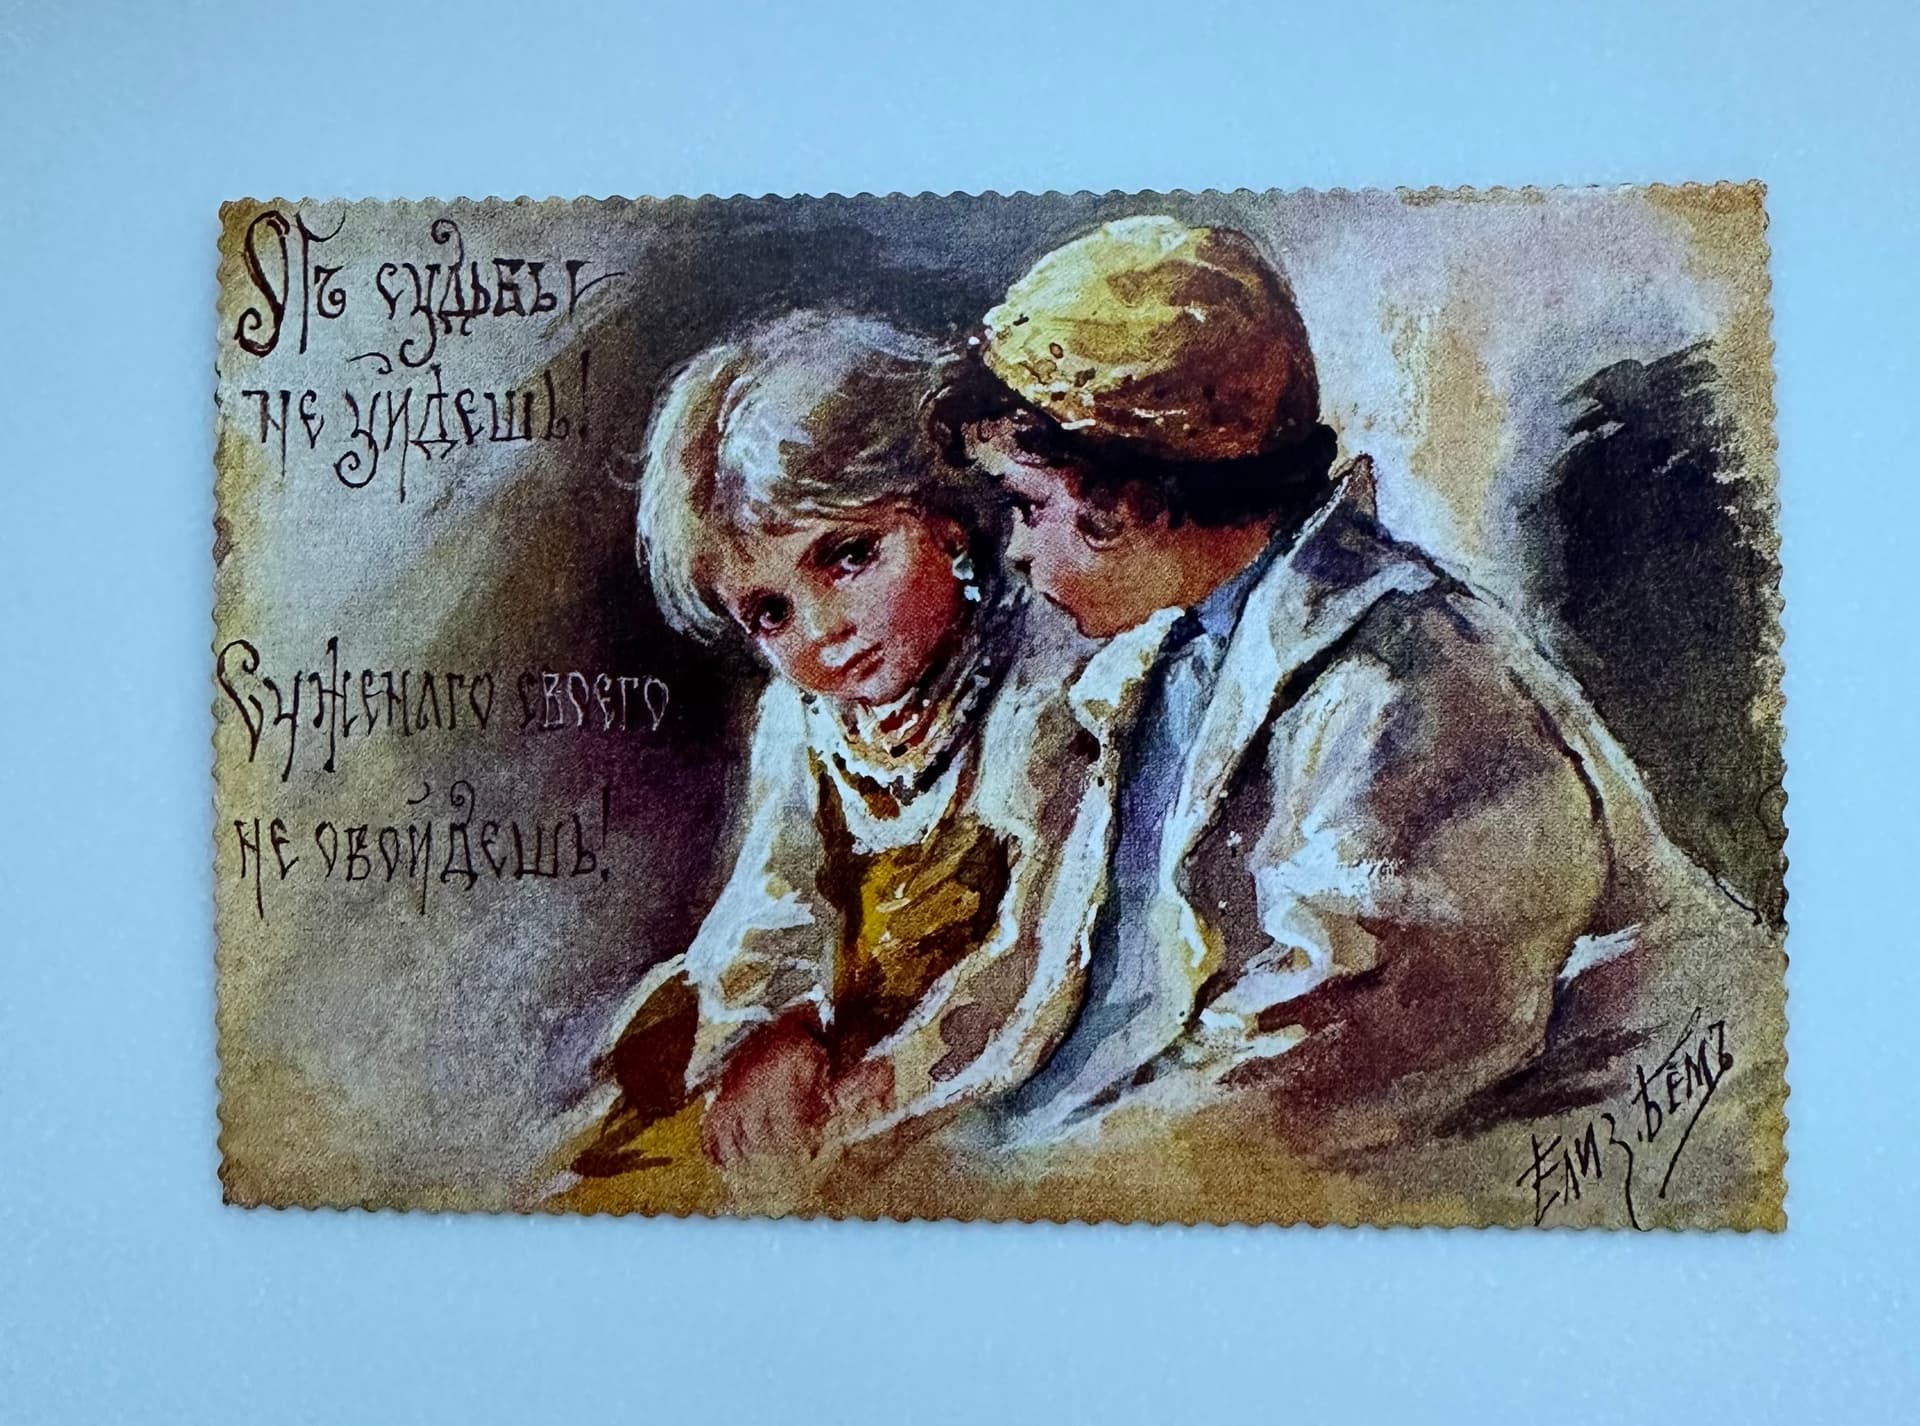 Отъ судьбы
не уйдешь!
Суженаго своего
не обойдешь!
Елиз. Бёмъ